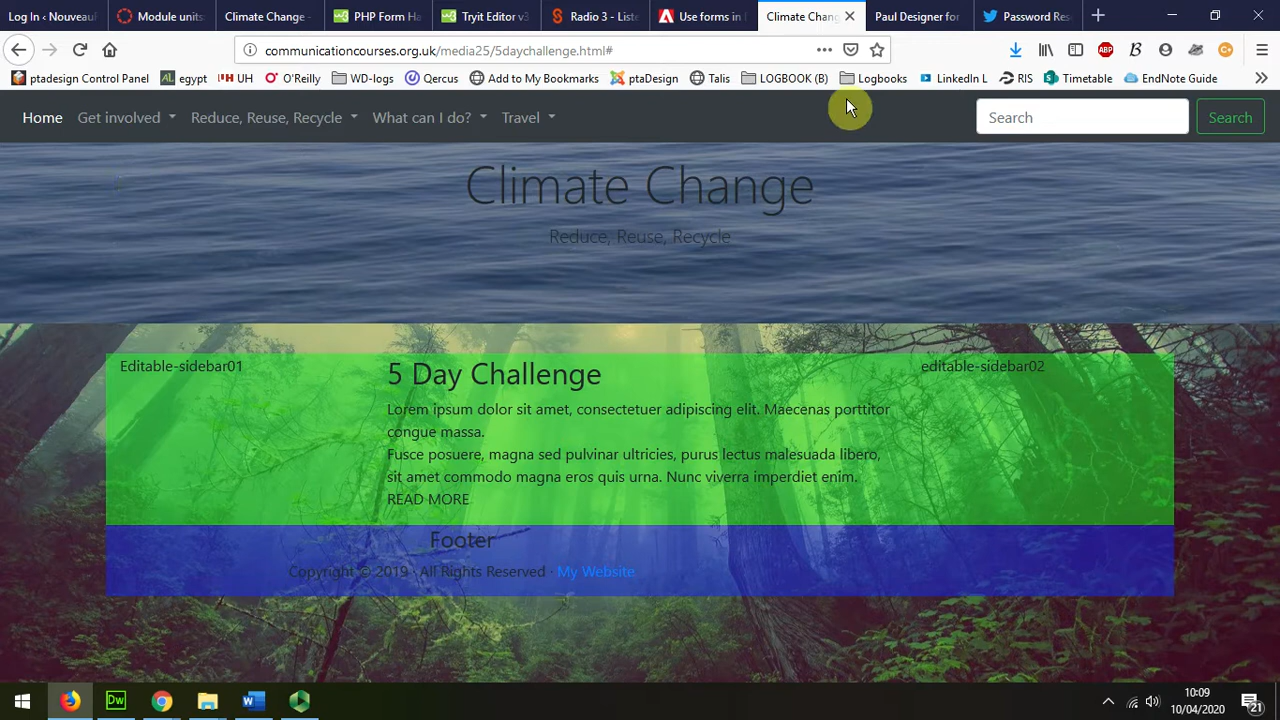 Log In ‹ Nouveau
Module units
Climate Change -
PHP Form Ha
Tryit Editor v3
Radio 3 - Liste
Use forms in
Climate Chang
Paul Designer for
Password Res
communicationcourses.org.uk/media25/5daychallenge.html#
ABP
ptadesign Control Panel
AL egypt
UH
O'Reilly
WD-logs
Qercus
Add to My Bookmarks
ptaDesign
Talis
LOGBOOK (B)
Logbooks
LinkedIn L
RIS
Timetable
EndNote Guide
Home
Get involved
Reduce, Reuse, Recycle
What can I do?
Travel
Search
Search
Climate Change
Reduce, Reuse, Recycle
Editable-sidebar01
5 Day Challenge
Lorem ipsum dolor sit amet, consectetuer adipiscing elit. Maecenas porttitor
congue massa.
Fusce posuere, magna sed pulvinar ultricies, purus lectus malesuada libero,
sit amet commodo magna eros quis urna. Nunc viverra imperdiet enim.
READ MORE
editable-sidebar02
Footer
Copyright © 2019 · All Rights Reserved · My Website
Dw
10:09
10/04/2020
21